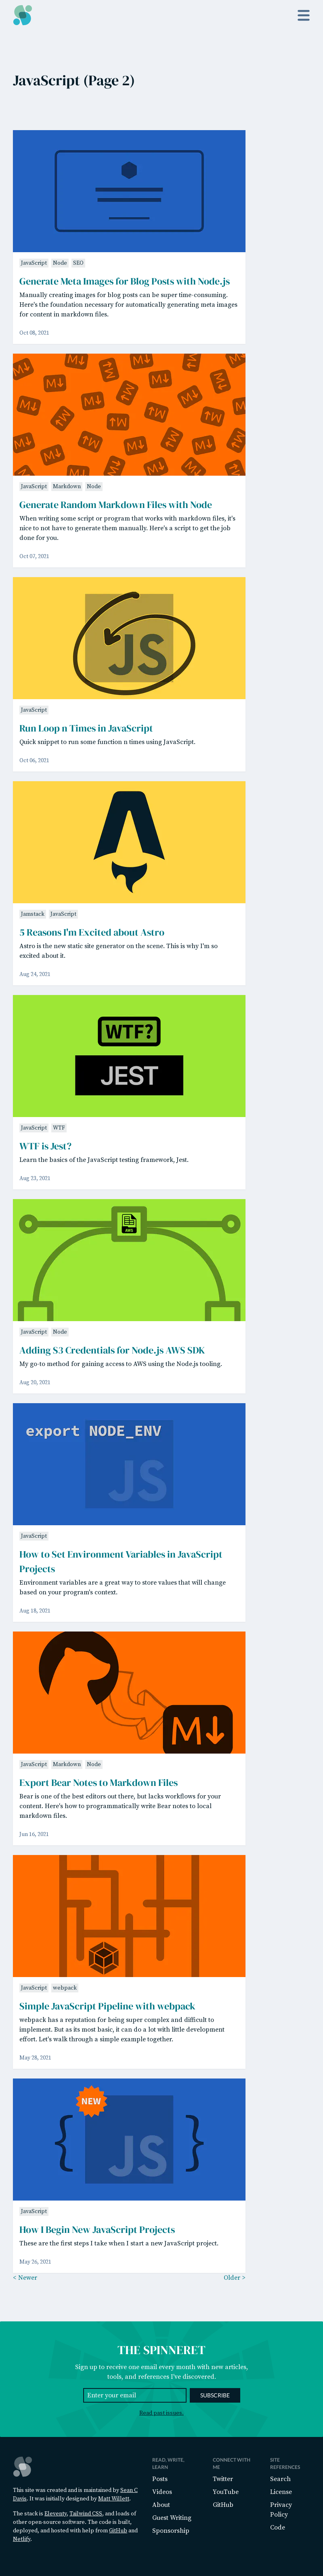 JavaScript (Page 2)
JavaScript Node SEO
Generate Meta Images for Blog Posts with Node.js
Manually creating images for blog posts can be super time-consuming.
Here's the foundation necessary for automatically generating meta images
for content in markdown files.
Oct 08, 2021
JavaScript Markdown Node
Generate Random Markdown Files with Node
When writing some script or program that works with markdown files, it's
nice to not have to generate them manually. Here's a script to get the job
done for you.
Oct 07, 2021
JS
JavaScript
Run Loop n Times in JavaScript
Quick snippet to run some function n times using JavaScript.
Oct 06, 2021
Jamstack JavaScript
5 Reasons I'm Excited about Astro
Astro is the new static site generator on the scene. This is why I'm so
excited about it.
Aug 24, 2021
WTF?
JEST
JavaScript WTF
WTF is Jest?
Learn the basics of the JavaScript testing framework, Jest.
Aug 23, 2021
aws
JavaScript Node
Adding S3 Credentials for Node.js AWS SDK
My go-to method for gaining access to AWS using the Node.js tooling.
Aug 20, 2021
export NODE_ENV
JS
JavaScript
How to Set Environment Variables in JavaScript
Projects
Environment variables are a great way to store values that will change
based on your program's context.
Aug 18, 2021
M
JavaScript Markdown Node
Export Bear Notes to Markdown Files
Bear is one of the best editors out there, but lacks workflows for your
content. Here's how to programmatically write Bear notes to local
markdown files.
Jun 16, 2021
JavaScript webpack
Simple JavaScript Pipeline with webpack
webpack has a reputation for being super complex and difficult to
implement. But as its most basic, it can do a lot with little development
effort. Let's walk through a simple example together.
May 28, 2021
NEW
{ JS }
JavaScript
How I Begin New JavaScript Projects
These are the first steps I take when I start a new JavaScript project.
May 26, 2021
< Newer Older >
THE SPINNERET
Sign up to receive one email every month with new articles,
tools, and references I've discovered.
Enter your email SUBSCRIBE
Read past issues.
This site was created and is maintained by Sean C
Davis. It was initially designed by Matt Willett.
The stack is Eleventy, Tailwind CSS, and loads of
other open-source software. The code is built,
deployed, and hosted with help from GitHub and
Netlify.
READ, WRITE,
LEARN
Posts
Videos
About
Guest Writing
Sponsorship
CONNECT WITH
ME
Twitter
YouTube
GitHub
SITE
REFERENCES
Search
License
Privacy
Policy
Code